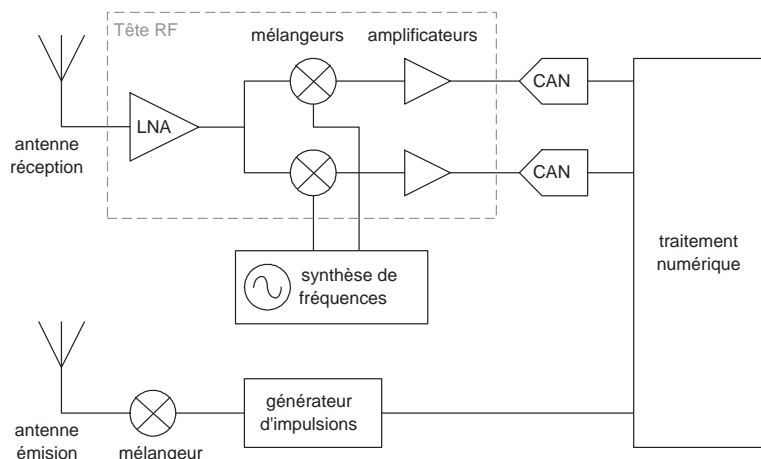 Tête RF
mélangeurs
amplificateurs
CAN
LNA
antenne
réception
CAN
traitement
numérique
synthèse de
fréquences
générateur
d'impulsions
antenne
émision
mélangeur